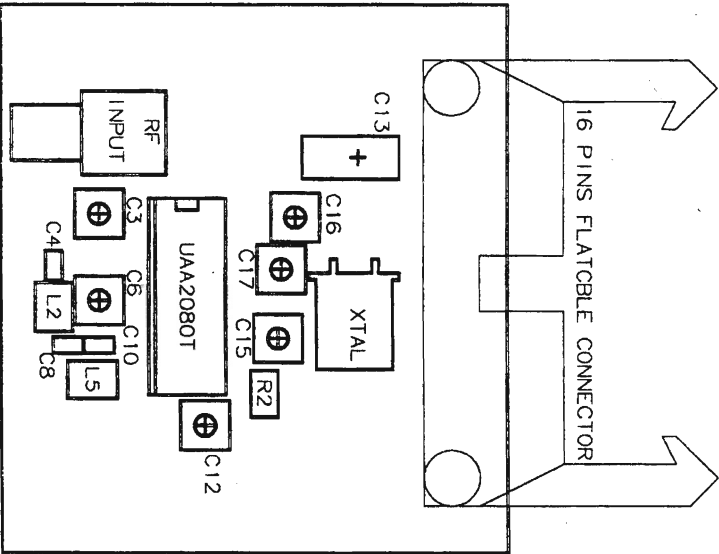 RF
INPUT
C13
C3
C16
C4
UAA2080T
C17
C6
L2
XTAL
C15
C10
C8
L5
R2
C12
16 PINS FLATCBLE CONNECTOR